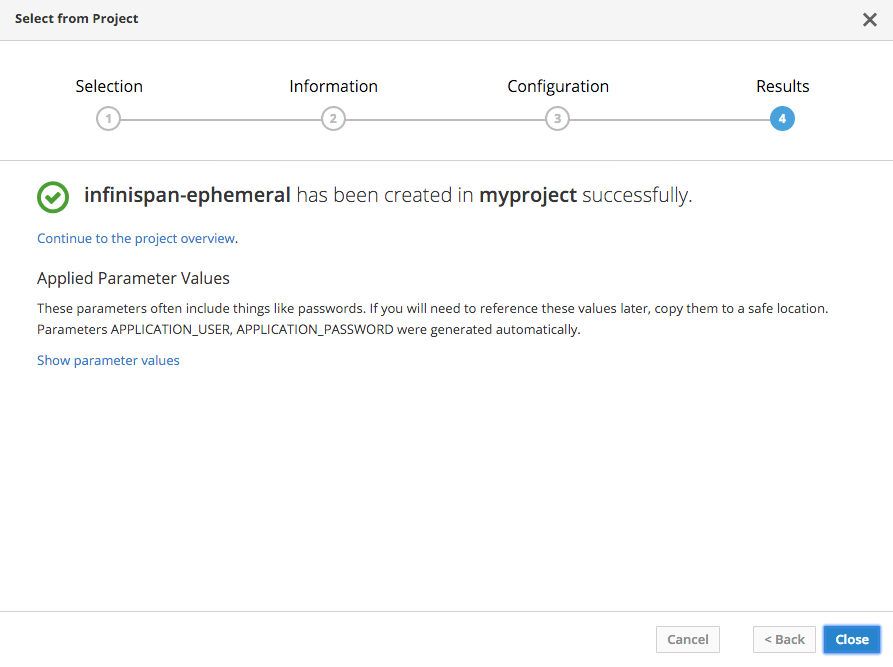 Select from Project
Selection
Information
Configuration
Results
1
2
3
4
infinispan-ephemeral has been created in myproject successfully.
Continue to the project overview.
Applied Parameter Values
These parameters often include things like passwords. If you will need to reference these values later, copy them to a safe location.
Parameters APPLICATION_USER, APPLICATION_PASSWORD were generated automatically.
Show parameter values
Cancel
< Back
Close